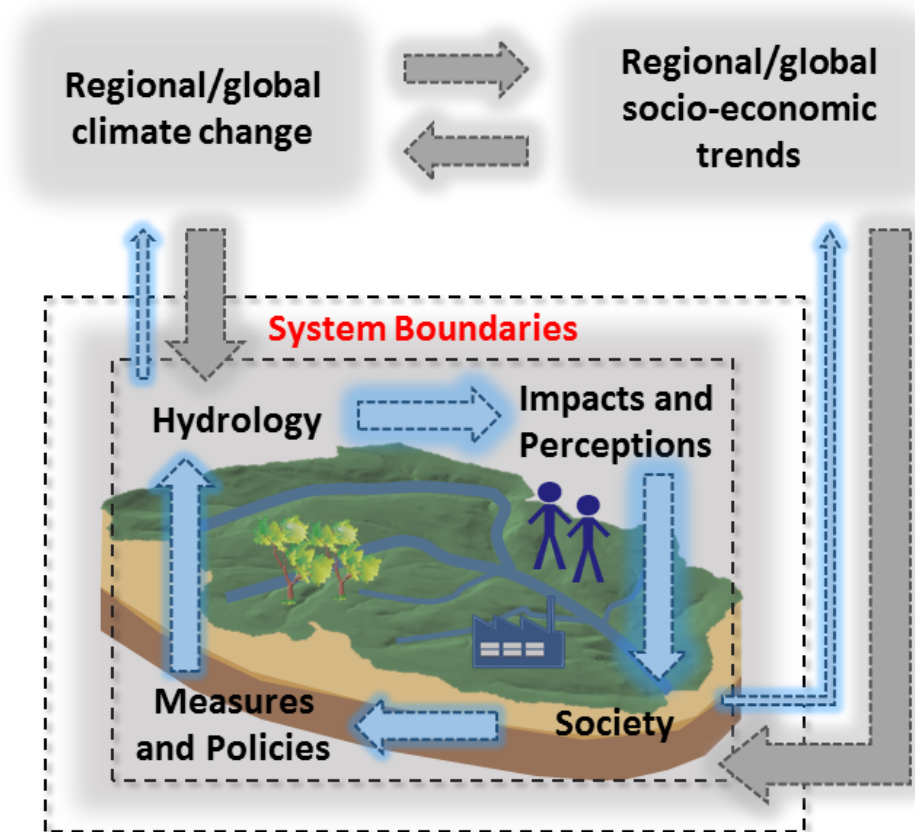 Regional/global
climate change
Regional/global
socio-economic
trends
System Boundaries
Hydrology
Impacts and
Perceptions
Measures
and Policies
Society